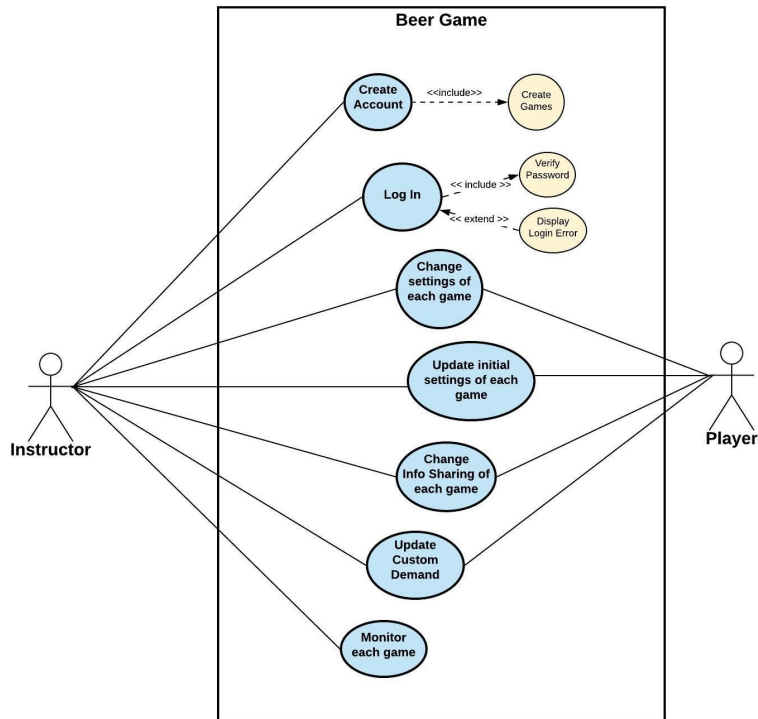 Beer Game
Create
Account
<<include>>
Create
Games
Log In
<< include >>
Verify
Password
<< extend >>
Display
Login Error
Change
settings of
each game
Update initial
settings of each
game
Instructor
Player
Change
Info Sharing of
each game
Update
Custom
Demand
Monitor
each game